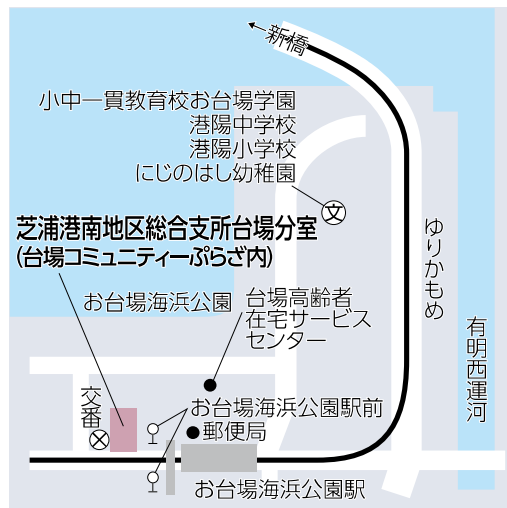 新橋
小中一貫教育校お台場学園
港陽中学校
港陽小学校
にじのはし幼稚園
文
芝浦港南地区総合支所台場分室
(台場コミュニティーぷらざ内)
ゆりかもめ
お台場海浜公園
台場高齢者
在宅サービス
センター
有明西運河
交番
お台場海浜公園駅前
郵便局
お台場海浜公園駅